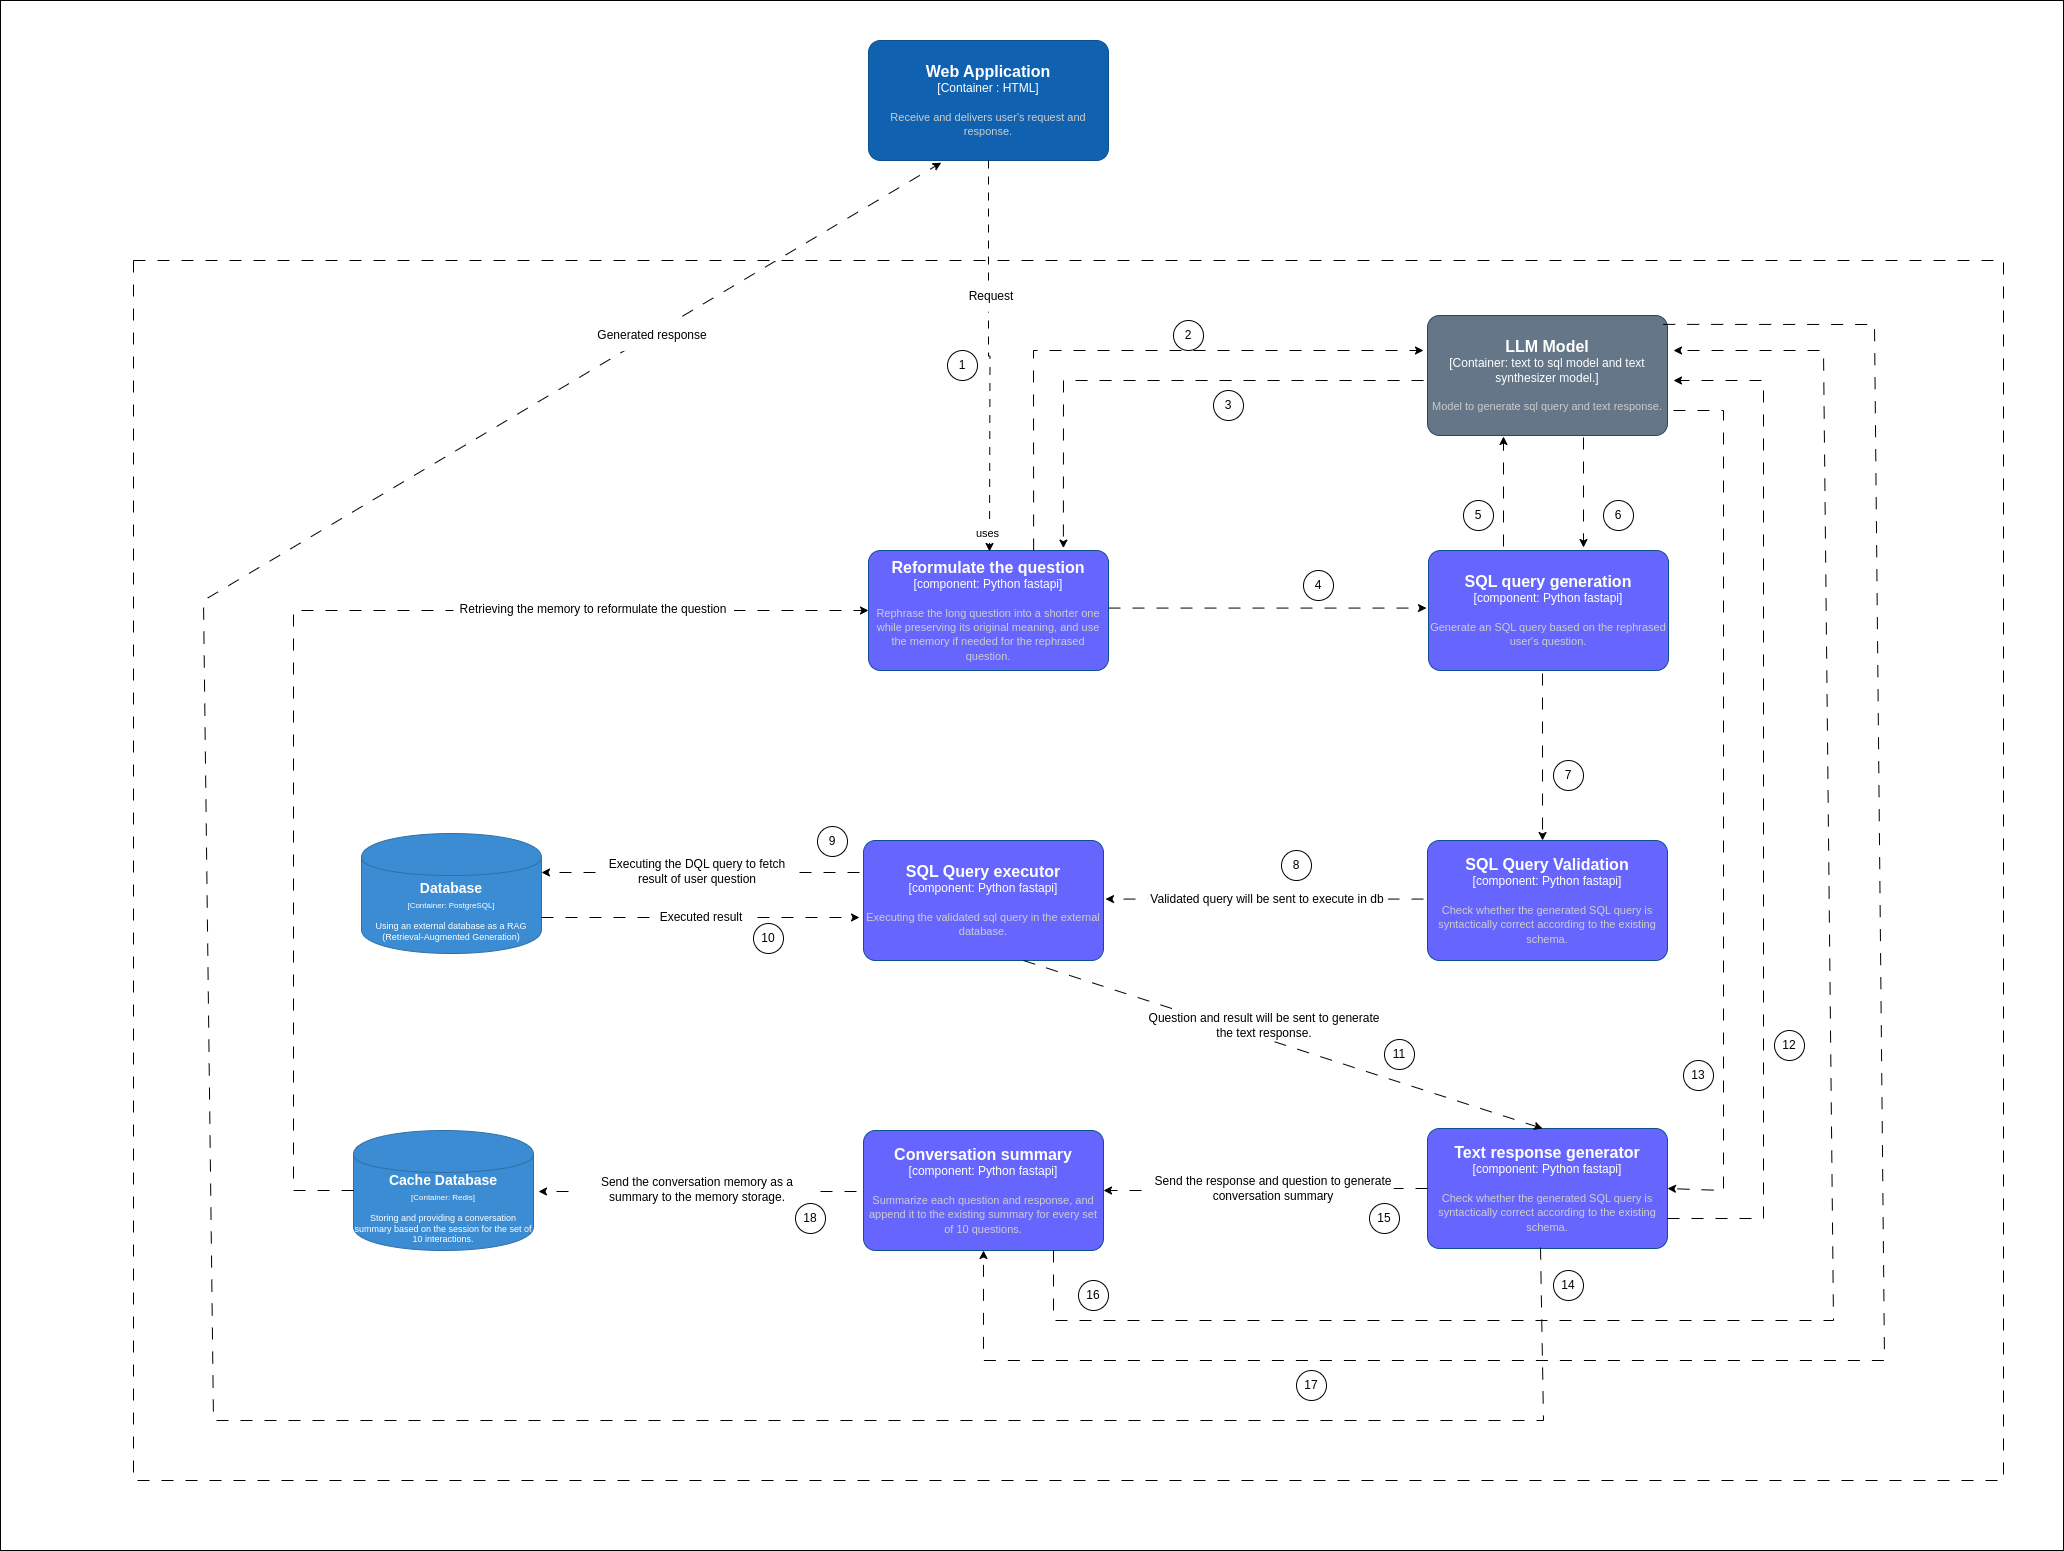 Web Application
[Container : HTML]
Receive and delivers user's request and
response.
Request
Generated response
1
2
3
LLM Model
[Container: text to sql model and text
synthesizer model.]
Model to generate sql query and text response.
5
6
uses
Reformulate the question
[component: Python fastapi]
Rephrase the long question into a shorter one
while preserving its original meaning, and use
the memory if needed for the rephrased
question.
4
SQL query generation
[component: Python fastapi]
Generate an SQL query based on the rephrased
user's question.
Retrieving the memory to reformulate the question
7
Database
[Container: PostgreSQL]
Using an external database as a RAG
(Retrieval-Augmented Generation)
9
Executing the DQL query to fetch
result of user question
Executed result
10
SQL Query executor
[component: Python fastapi]
Executing the validated sql query in the external
database.
8
Validated query will be sent to execute in db
SQL Query Validation
[component: Python fastapi]
Check whether the generated SQL query is
syntactically correct according to the existing
schema.
Question and result will be sent to generate
the text response.
11
12
13
Cache Database
[Container: Redis]
Storing and providing a conversation
summary based on the session for the set of
10 interactions.
Send the conversation memory as a
summary to the memory storage.
18
Conversation summary
[component: Python fastapi]
Summarize each question and response, and
append it to the existing summary for every set
of 10 questions.
Send the response and question to generate
conversation summary
15
Text response generator
[component: Python fastapi]
Check whether the generated SQL query is
syntactically correct according to the existing
schema.
14
16
17